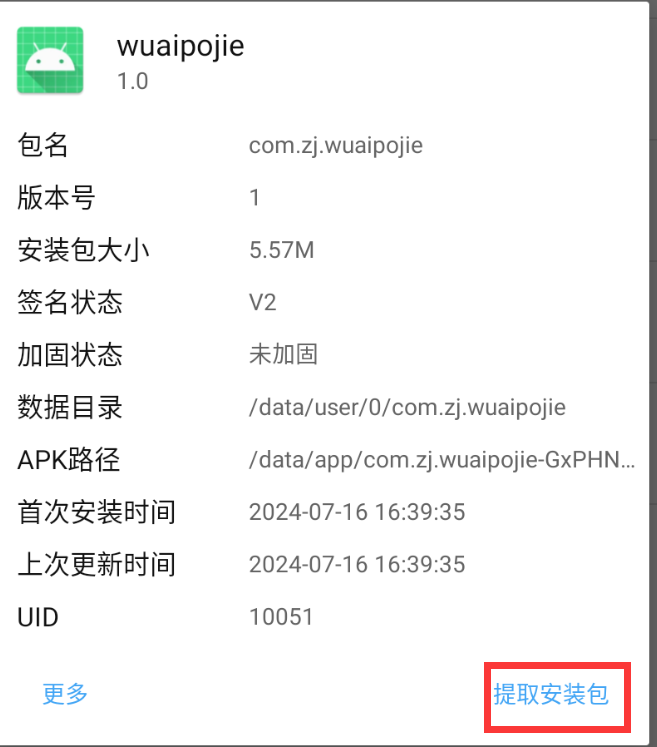 wuaipojie
1.0
包名 com.zj.wuaipojie
版本号 1
安装包大小 5.57M
签名状态 V2
加固状态 未加固
数据目录 /data/user/0/com.zj.wuaipojie
APK路径 /data/app/com.zj.wuaipojie-GxPHN...
首次安装时间 2024-07-16 16:39:35
上次更新时间 2024-07-16 16:39:35
UID 10051
更多 提取安装包